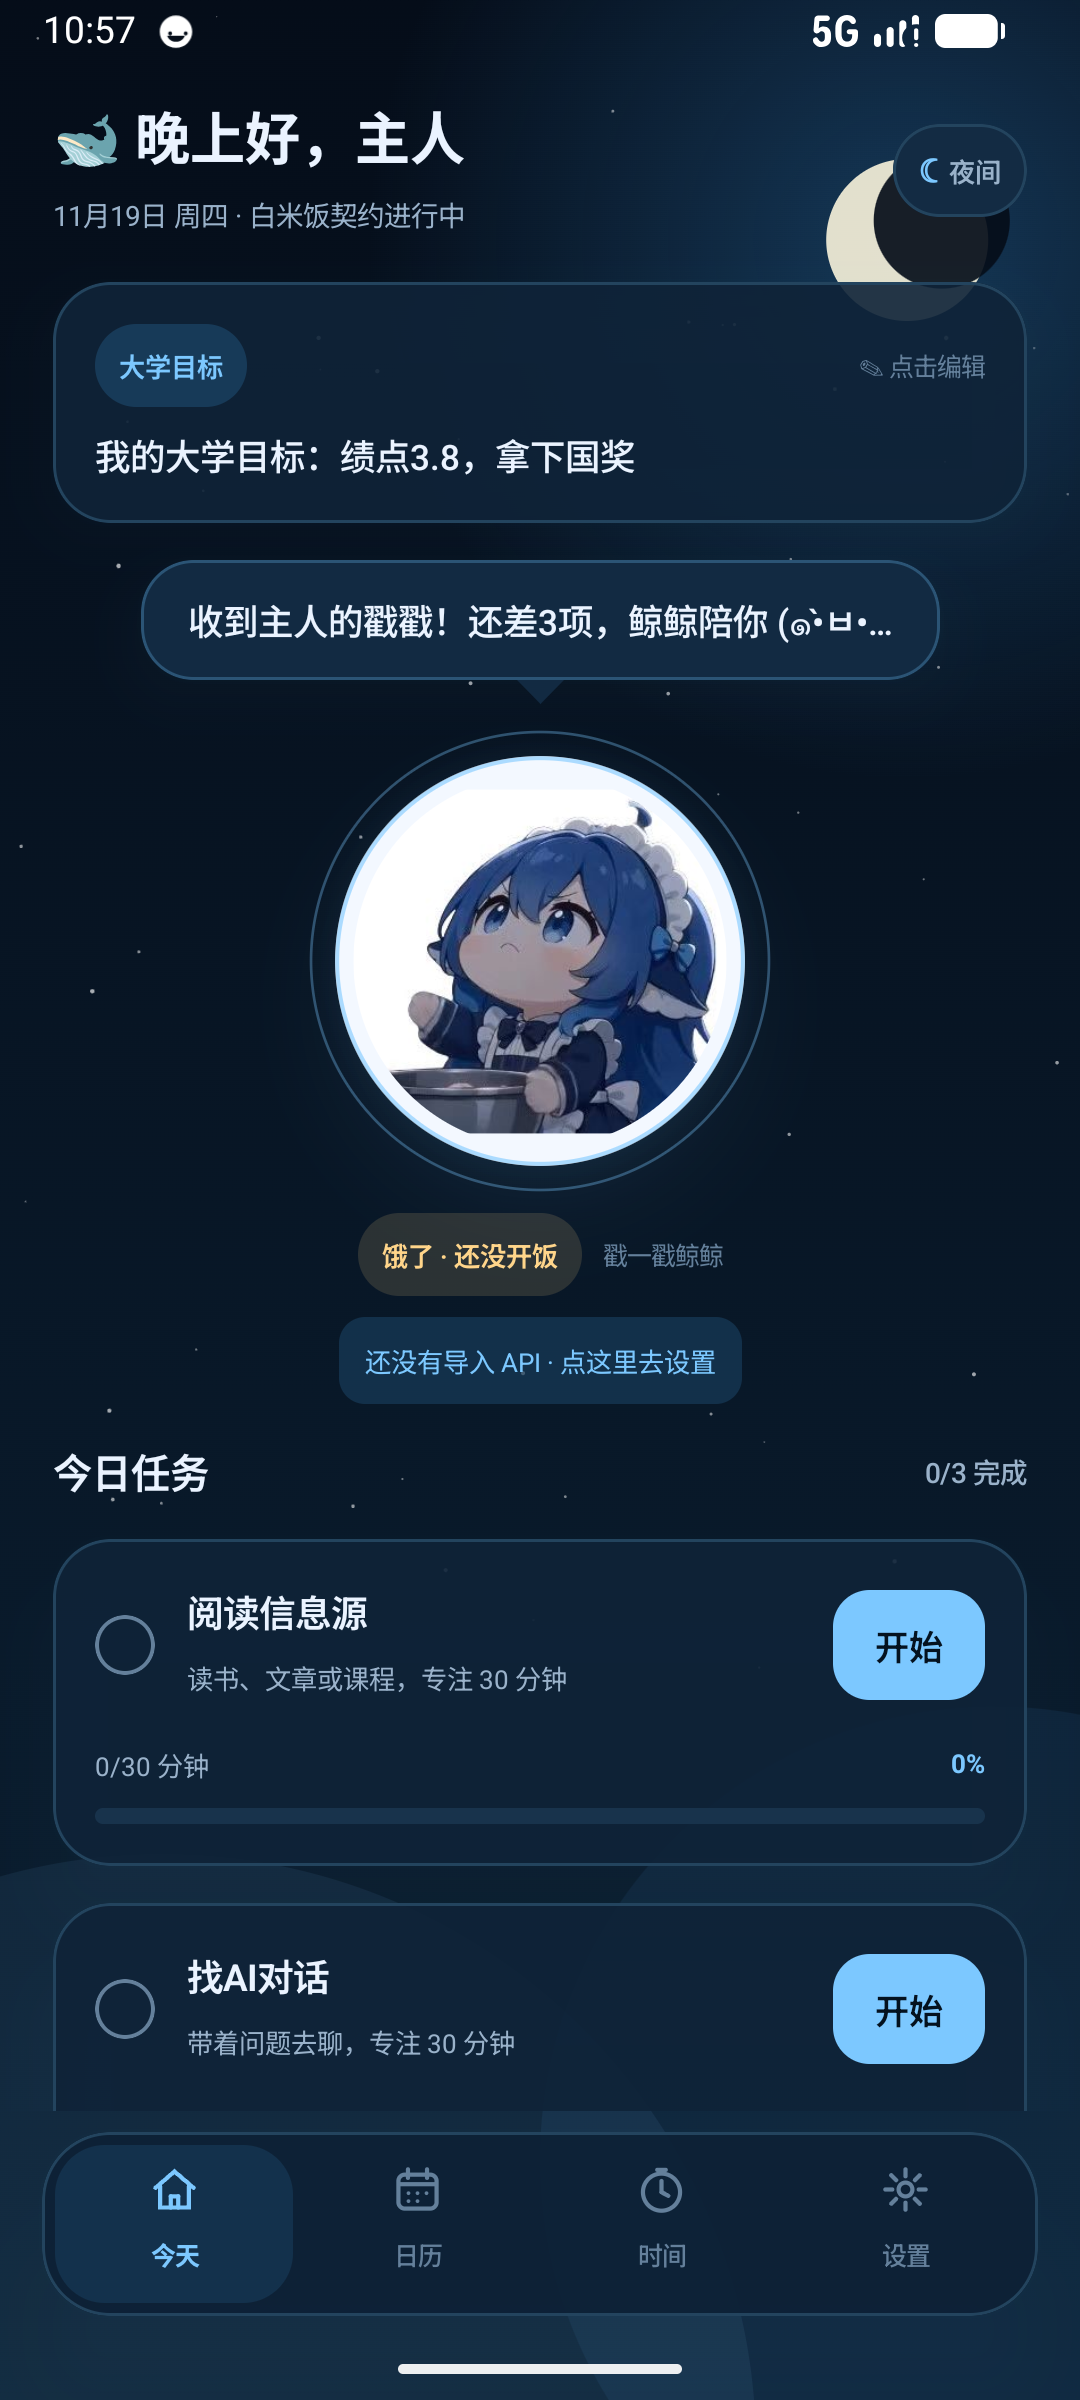 10:57
5G
🐋 晚上好，主人
☾ 夜间
11月19日 周四 · 白米饭契约进行中
大学目标
✎ 点击编辑
我的大学目标：绩点3.8，拿下国奖
收到主人的戳戳！还差3项，鲸鲸陪你 (๑•̀ㅂ•...
饿了 · 还没开饭
戳一戳鲸鲸
还没有导入 API · 点这里去设置
今日任务
0/3 完成
阅读信息源
读书、文章或课程，专注 30 分钟
开始
0/30 分钟
0%
找AI对话
带着问题去聊，专注 30 分钟
开始
今天
日历
时间
设置